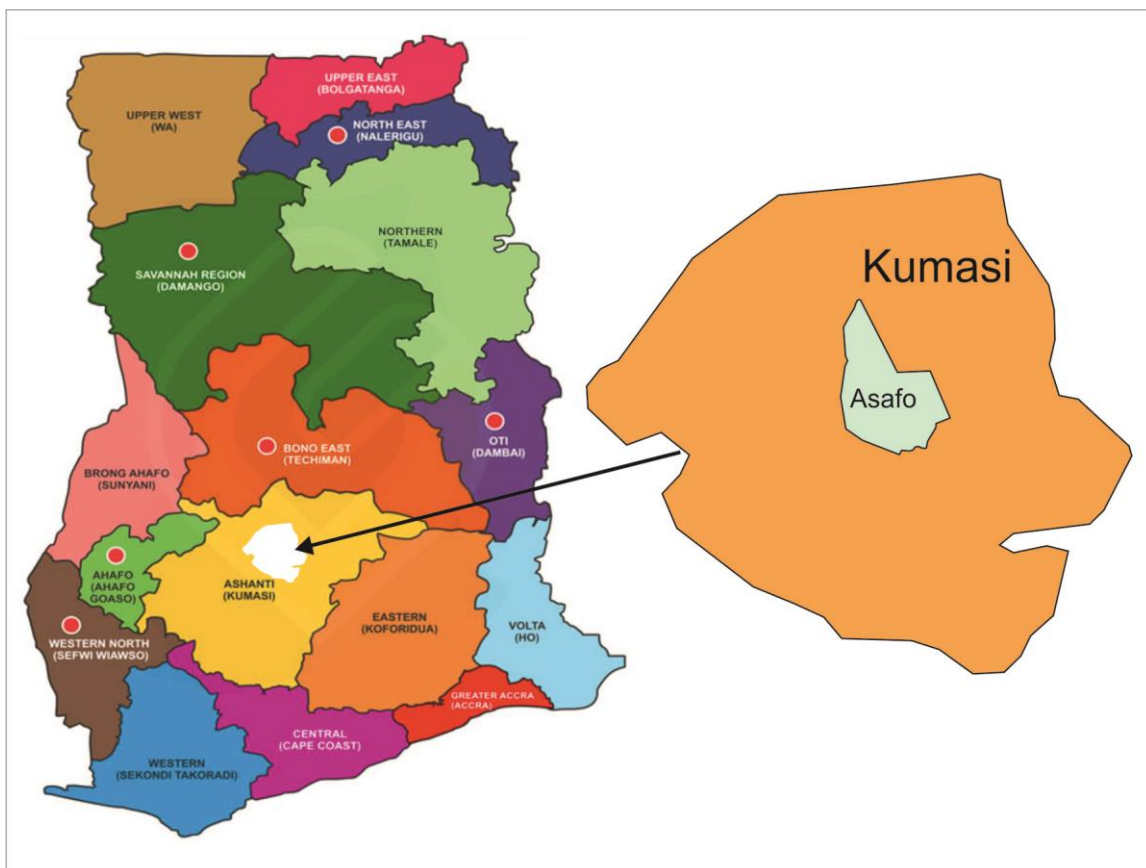 UPPER EAST
(BOLGATANGA)
UPPER WEST
(WA)
NORTH EAST
(NALERIGU)
NORTHERN
(TAMALE)
SAVANNAH REGION
(DAMANGO)
Kumasi
Asafo
OTI
(DAMBAI)
BONO EAST
(TECHIMAN)
BRONG AHAFO
(SUNYANI)
AHAFO
(AHAFO
GOASO)
ASHANTI
(KUMASI)
EASTERN
(KOFORIDUA)
VOLTA
(HO)
WESTERN NORTH
(SEFWI WIAWSO)
GREATER ACCRA
(ACCRA)
CENTRAL
(CAPE COAST)
WESTERN
(SEKONDI TAKORADI)